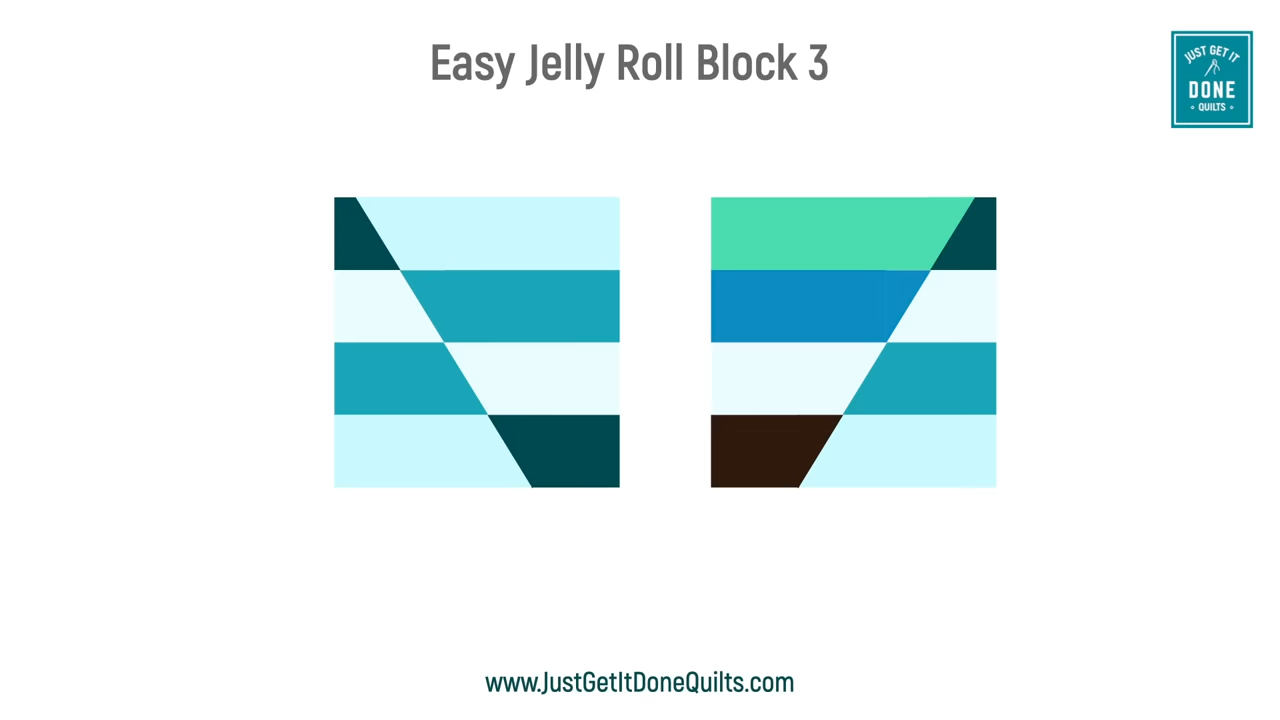 Easy Jelly Roll Block 3
JUST GET IT
DONE
QUILTS
www.JustGetItDoneQuilts.com